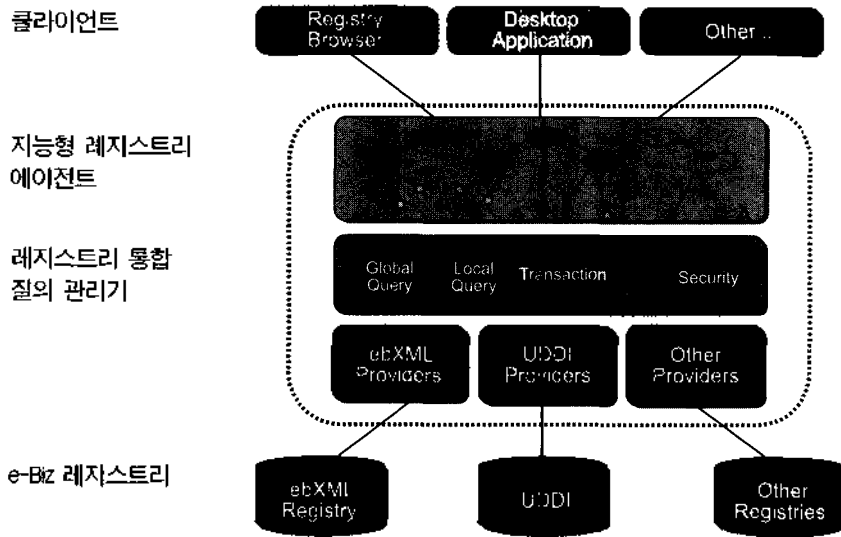 클라이언트
Registry
Browser
Desktop
Application
Other ..
지능형 레지스트리
에이전트
레지스트리 통합
질의 관리기
Global
Query
Local
Query
Transaction
Security
ebXML
Providers
UDDI
Providers
Other
Providers
e-Biz 레지스트리
ebXML
Registry
UDDI
Other
Registries